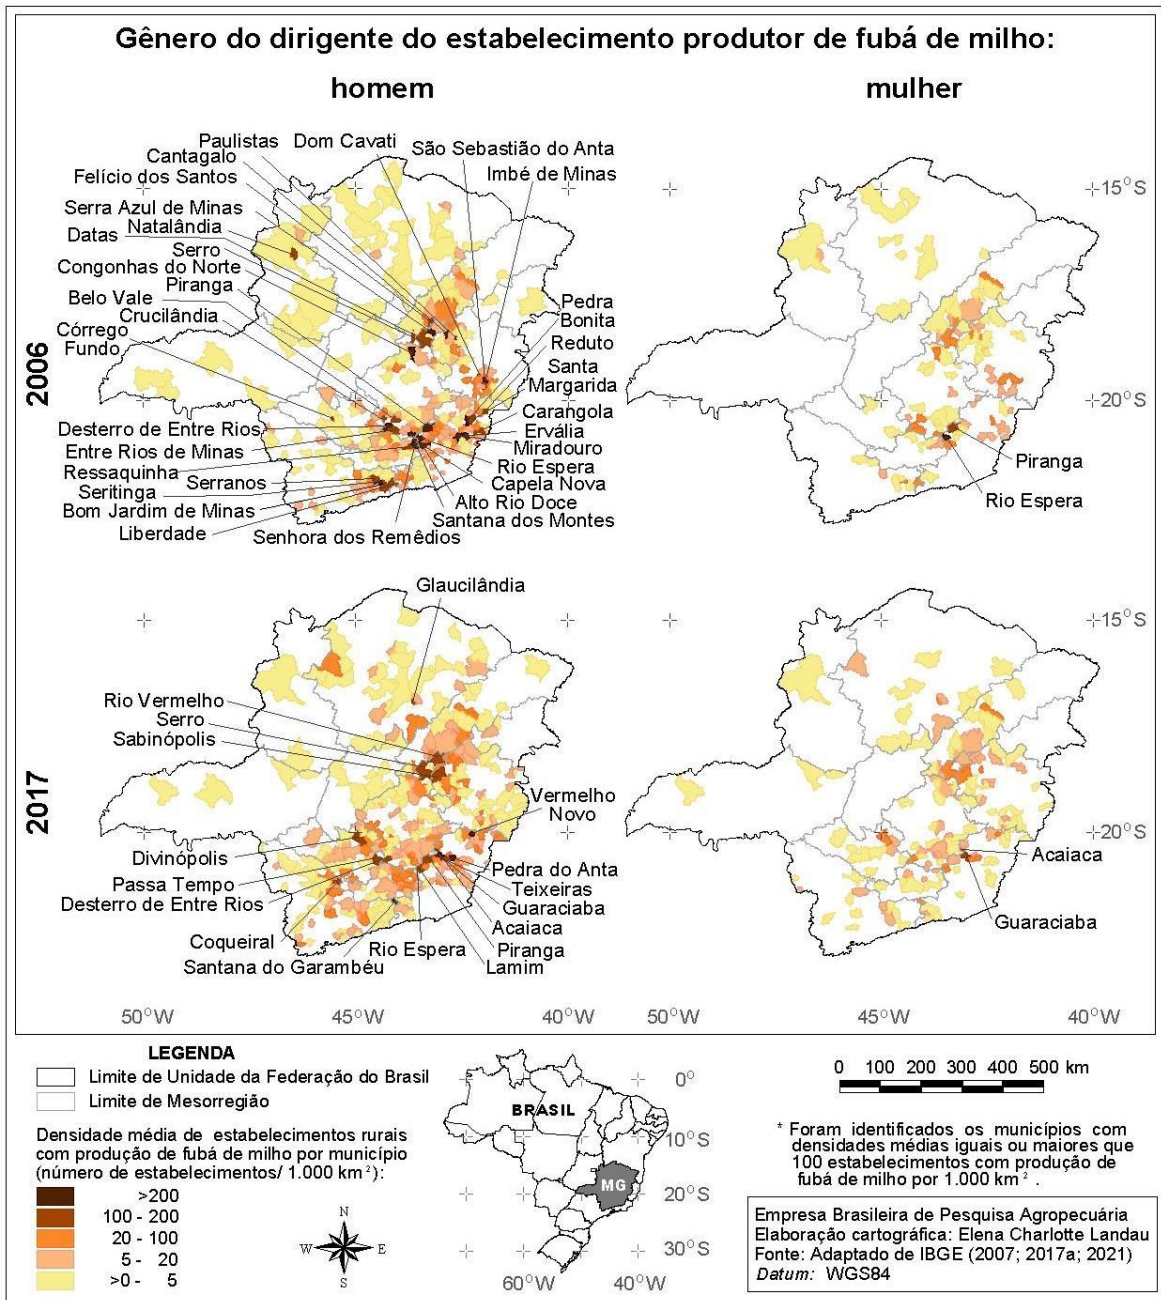 Gênero do dirigente do estabelecimento produtor de fubá de milho:
homem
mulher
2006
Paulistas
Cantagalo
Felício dos Santos
Serra Azul de Minas
Natalândia
Datas
Serro
Congonhas do Norte
Piranga
Belo Vale
Crucilândia
Córrego
Fundo
Desterro de Entre Rios
Entre Rios de Minas
Ressaquinha
Serranos
Seritinga
Bom Jardim de Minas
Liberdade
Senhora dos Remêdios
Dom Cavati
São Sebastião do Anta
Imbé de Minas
Pedra
Bonita
Reduto
Santa
Margarida
Carangola
Ervália
Miradouro
Rio Espera
Capela Nova
Alto Rio Doce
Santana dos Montes
15°S
20°S
Piranga
Rio Espera
2017
Glaucilândia
Rio Vermelho
Serro
Sabinópolis
Vermelho
Novo
Divinópolis
Passa Tempo
Desterro de Entre Rios
Coqueiral
Santana do Garambéu
Rio Espera
Pedra do Anta
Teixeiras
Guaraciaba
Acaiaca
Piranga
Lamim
15°S
20°S
Acaiaca
Guaraciaba
50°W 45°W 40°W 50°W 45°W 40°W
LEGENDA
Limite de Unidade da Federação do Brasil
Limite de Mesorregião
Densidade média de estabelecimentos rurais
com produção de fubá de milho por município
(número de estabelecimentos/ 1.000 km²):
>200
100 - 200
20 - 100
5 - 20
>0 - 5
N
W E
S
BRASIL
MG
0°
10°S
20°S
30°S
60°W 40°W
0 100 200 300 400 500 km
* Foram identificados os municípios com
densidades médias iguais ou maiores que
100 estabelecimentos com produção de
fubá de milho por 1.000 km².
Empresa Brasileira de Pesquisa Agropecuária
Elaboração cartográfica: Elena Charlotte Landau
Fonte: Adaptado de IBGE (2007; 2017a; 2021)
Datum: WGS84